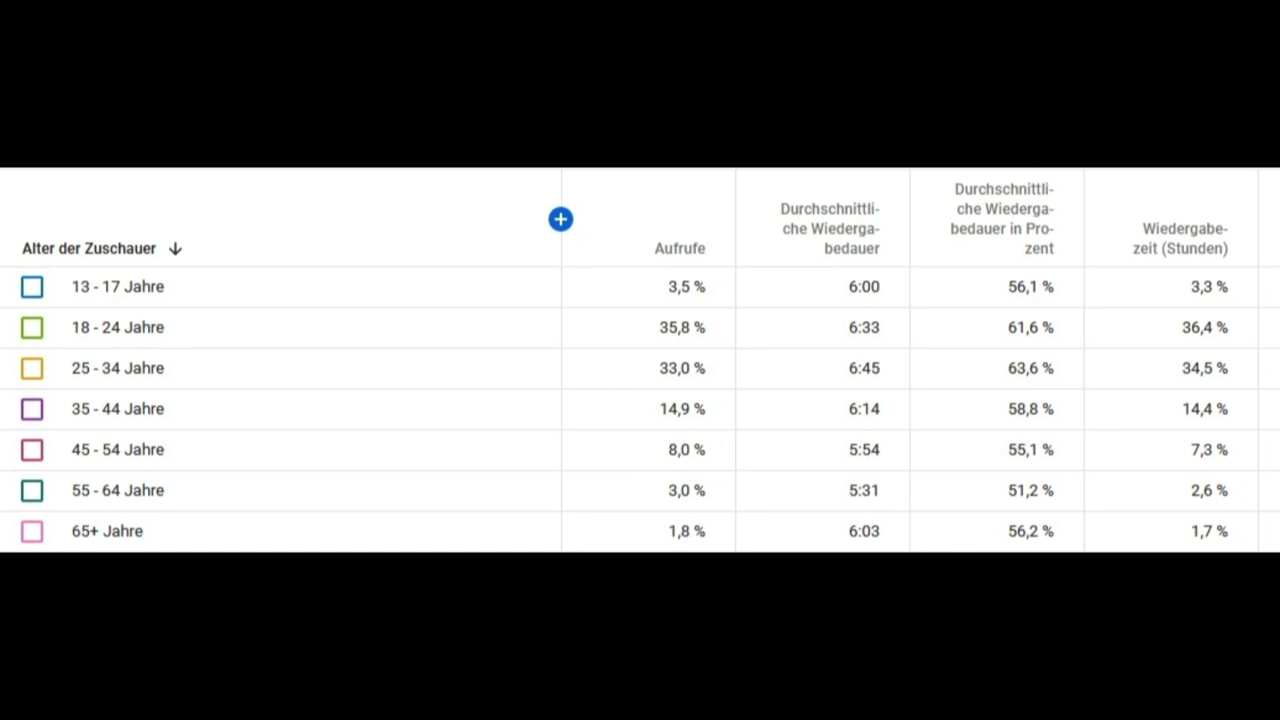 Alter der Zuschauer ↓
Aufrufe
Durchschnittli-
che Wiederga-
bedauer
Durchschnittli-
che Wiederga-
bedauer in Pro-
zent
Wiedergabe-
zeit (Stunden)
13 - 17 Jahre 3,5 % 6:00 56,1 % 3,3 %
18 - 24 Jahre 35,8 % 6:33 61,6 % 36,4 %
25 - 34 Jahre 33,0 % 6:45 63,6 % 34,5 %
35 - 44 Jahre 14,9 % 6:14 58,8 % 14,4 %
45 - 54 Jahre 8,0 % 5:54 55,1 % 7,3 %
55 - 64 Jahre 3,0 % 5:31 51,2 % 2,6 %
65+ Jahre 1,8 % 6:03 56,2 % 1,7 %